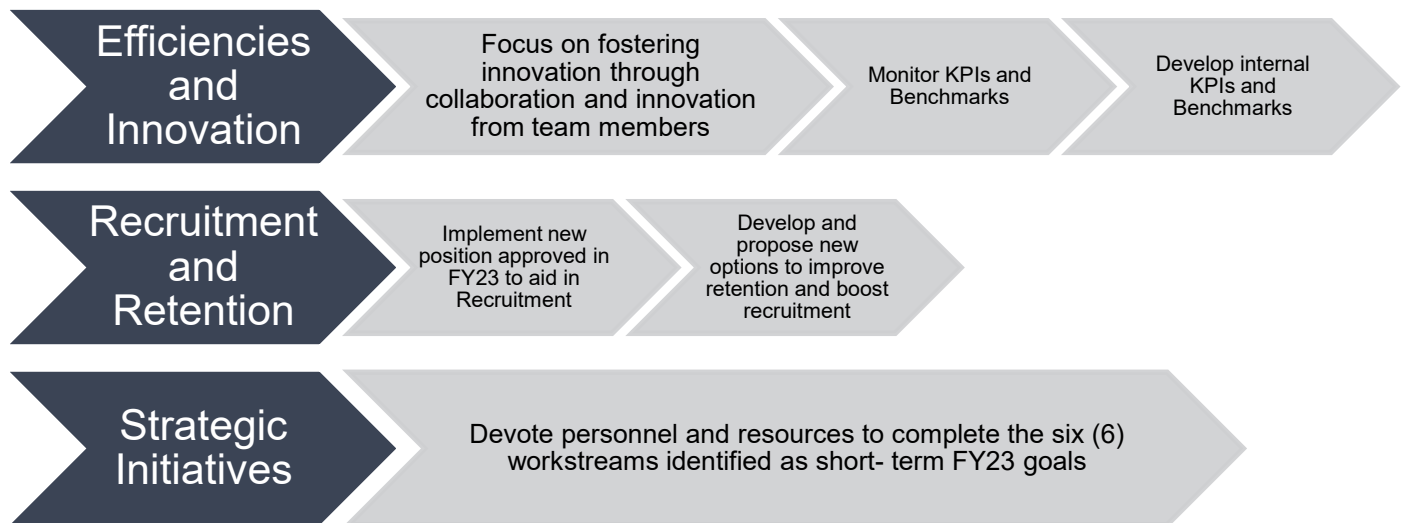 Efficiencies
and
Innovation
Focus on fostering
innovation through
collaboration and innovation
from team members
Monitor KPIs and
Benchmarks
Develop internal
KPIs and
Benchmarks
Recruitment
and
Retention
Implement new
position approved in
FY23 to aid in
Recruitment
Develop and
propose new
options to improve
retention and boost
recruitment
Strategic
Initiatives
Devote personnel and resources to complete the six (6)
workstreams identified as short- term FY23 goals